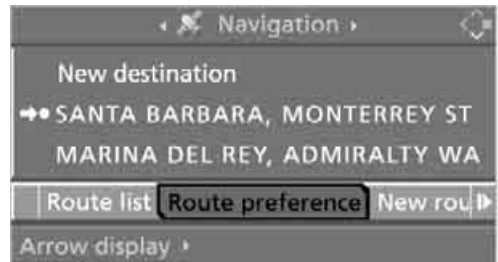 Navigation
New destination
SANTA BARBARA, MONTERREY ST
MARINA DEL REY, ADMIRALTY WA
Route list Route preference New rou
Arrow display